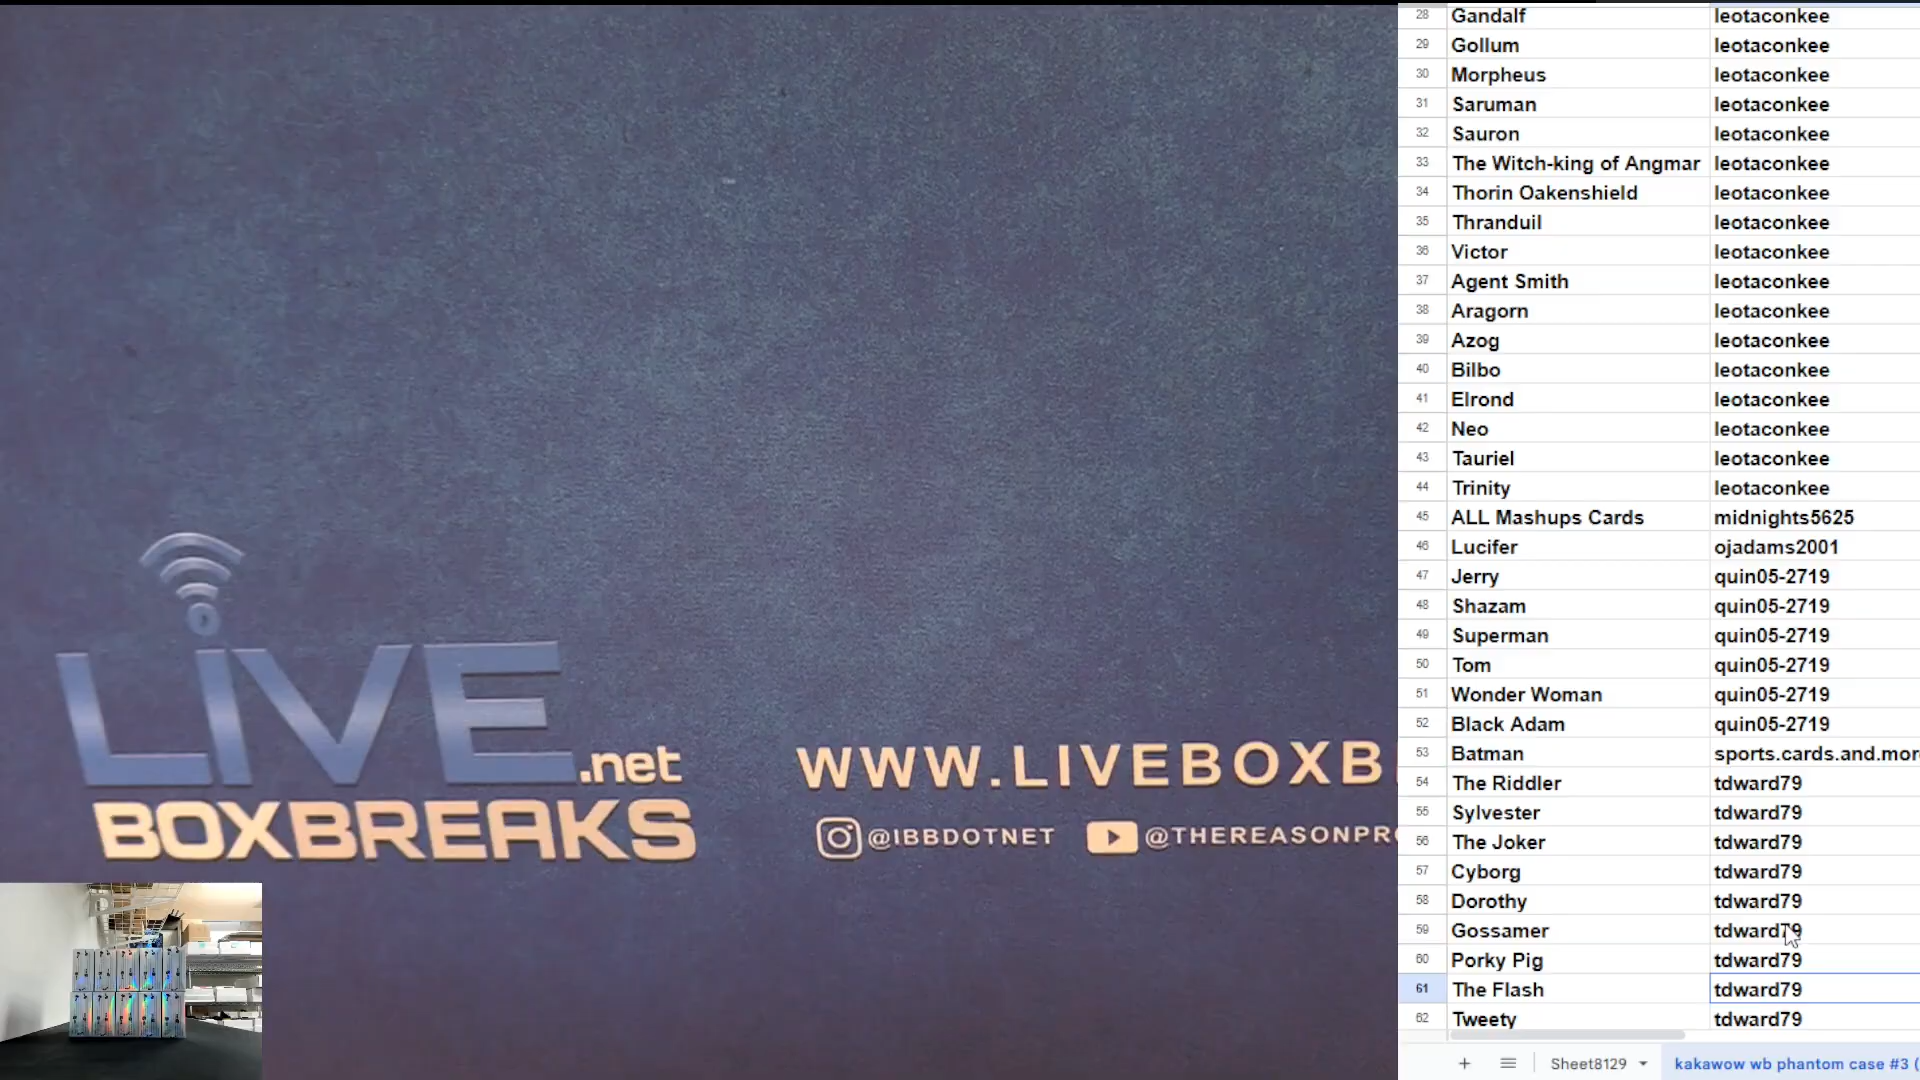 LIVE.net
BOXBREAKS
WWW.LIVEBOXB
@IBBDOTNET @THEREASONPR
28 Gandalf leotaconkee
29 Gollum leotaconkee
30 Morpheus leotaconkee
31 Saruman leotaconkee
32 Sauron leotaconkee
33 The Witch-king of Angmar leotaconkee
34 Thorin Oakenshield leotaconkee
35 Thranduil leotaconkee
36 Victor leotaconkee
37 Agent Smith leotaconkee
38 Aragorn leotaconkee
39 Azog leotaconkee
40 Bilbo leotaconkee
41 Elrond leotaconkee
42 Neo leotaconkee
43 Tauriel leotaconkee
44 Trinity leotaconkee
45 ALL Mashups Cards midnights5625
46 Lucifer ojadams2001
47 Jerry quin05-2719
48 Shazam quin05-2719
49 Superman quin05-2719
50 Tom quin05-2719
51 Wonder Woman quin05-2719
52 Black Adam quin05-2719
53 Batman sports.cards.and.mor
54 The Riddler tdward79
55 Sylvester tdward79
56 The Joker tdward79
57 Cyborg tdward79
58 Dorothy tdward79
59 Gossamer tdward79
60 Porky Pig tdward79
61 The Flash tdward79
62 Tweety tdward79
+ Sheet8129 kakawow wb phantom case #3 (